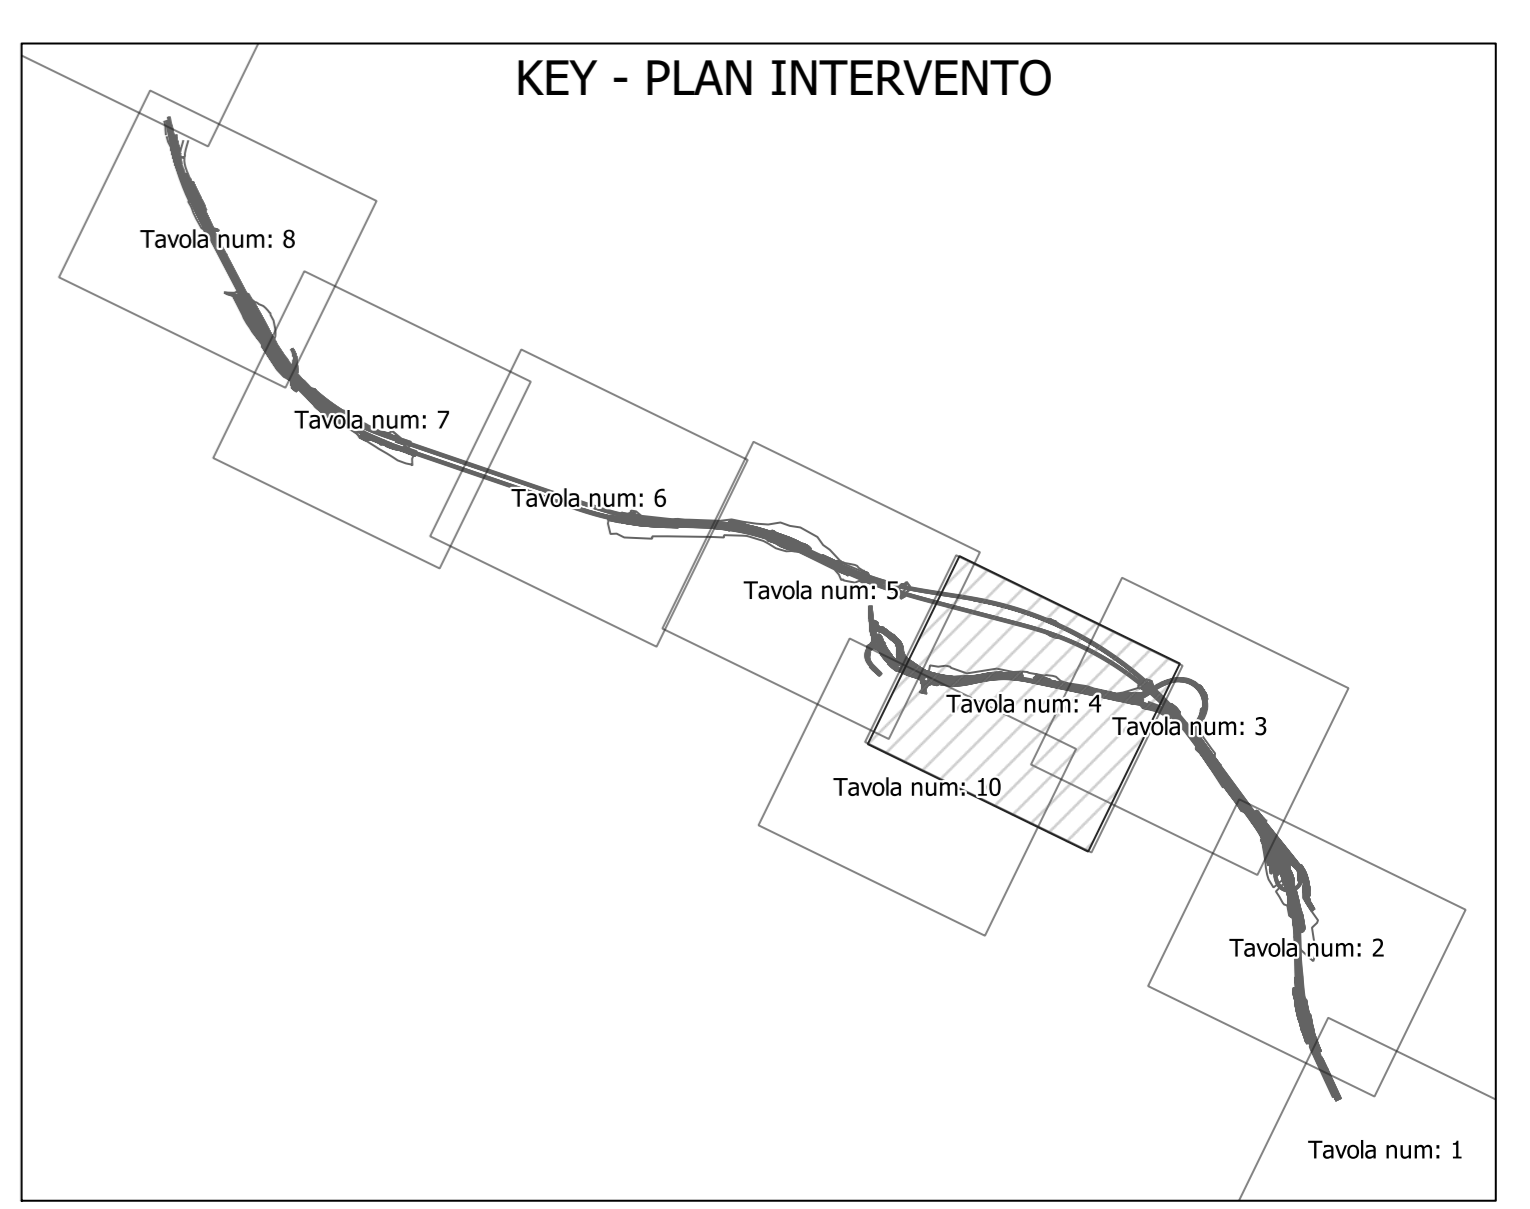 KEY - PLAN INTERVENTO
Tavola num: 8
Tavola num: 7
Tavola num: 6
Tavola num: 5
Tavola num: 4
Tavola num: 3
Tavola num: 10
Tavola num: 2
Tavola num: 1